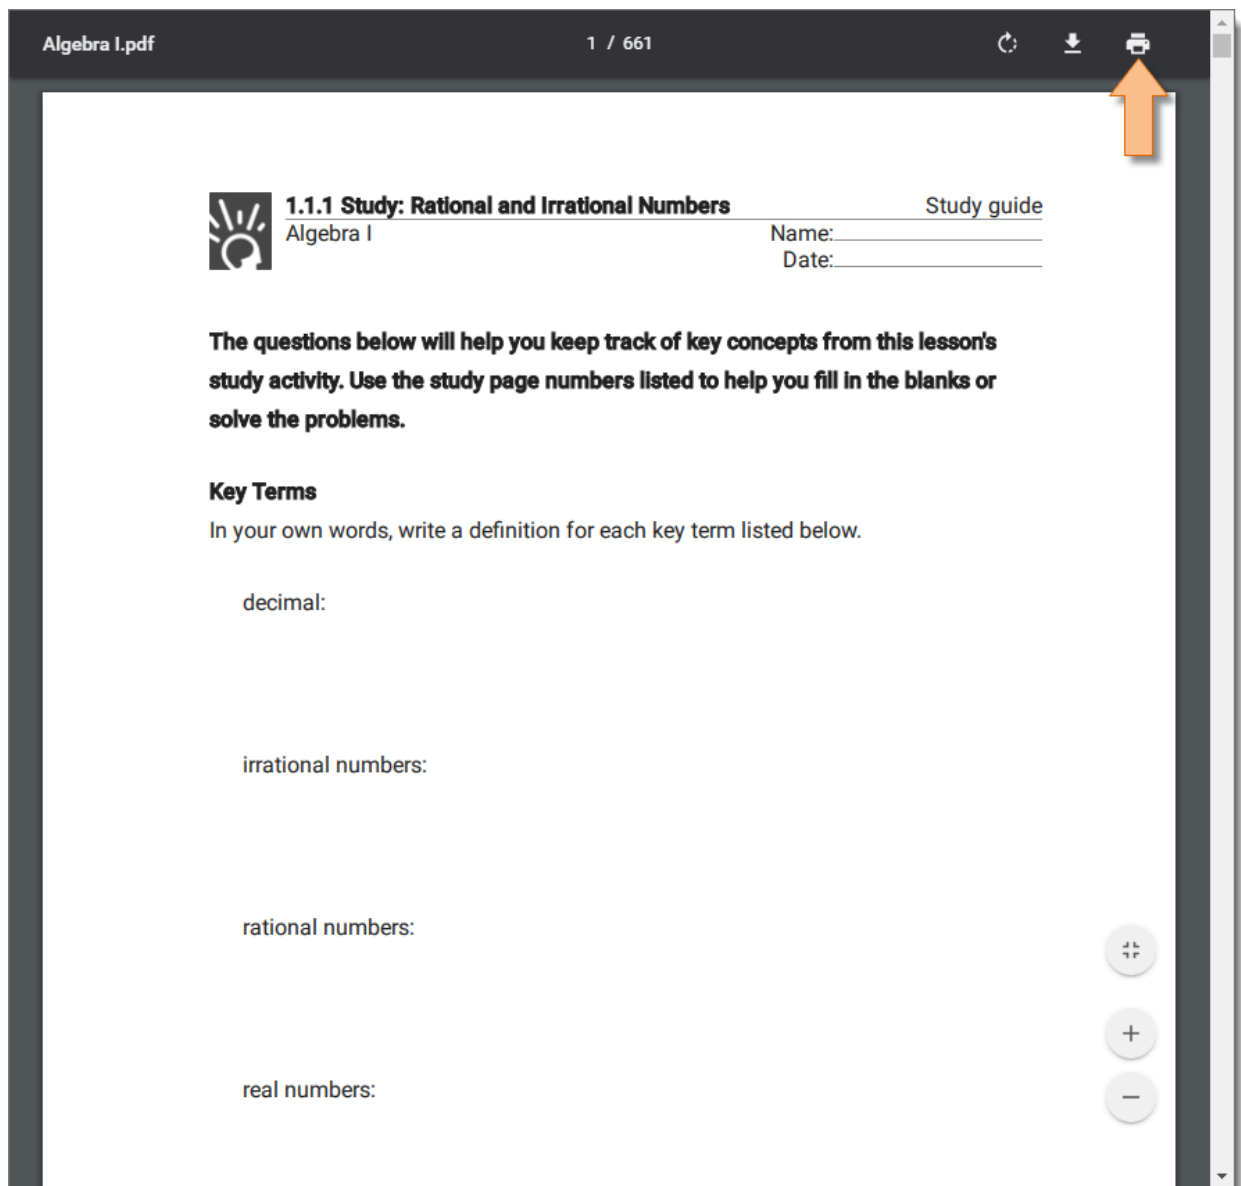 Algebra I.pdf
1 / 661
1.1.1 Study: Rational and Irrational Numbers
Study guide
Algebra I
Name:
Date:
The questions below will help you keep track of key concepts from this lesson's
study activity. Use the study page numbers listed to help you fill in the blanks or
solve the problems.
Key Terms
In your own words, write a definition for each key term listed below.
decimal:
irrational numbers:
rational numbers:
real numbers: